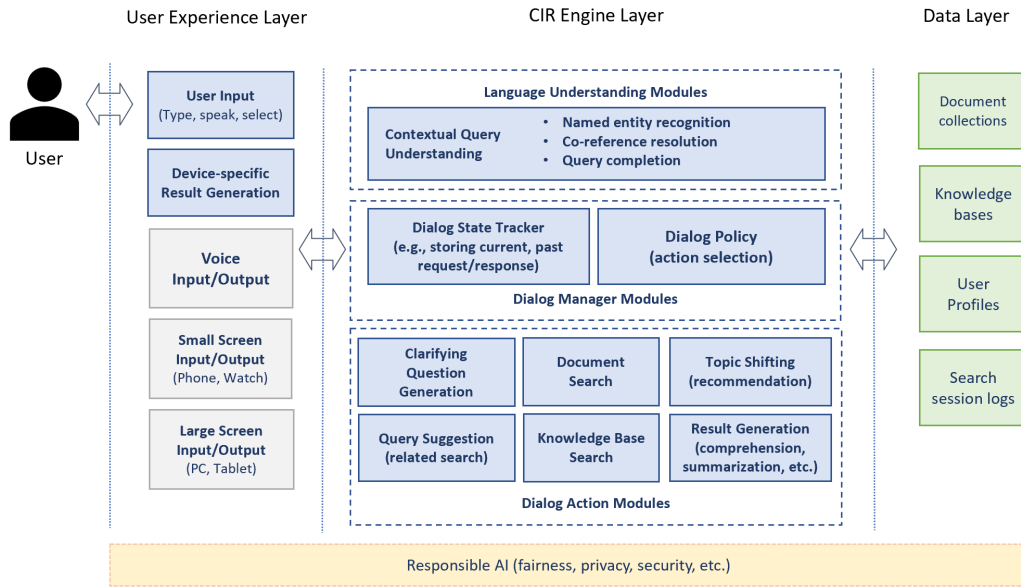 User Experience Layer
CIR Engine Layer
Data Layer
User
User Input
(Type, speak, select)
Device-specific
Result Generation
Voice
Input/Output
Small Screen
Input/Output
(Phone, Watch)
Large Screen
Input/Output
(PC, Tablet)
Language Understanding Modules
Contextual Query
Understanding
• Named entity recognition
• Co-reference resolution
• Query completion
Dialog State Tracker
(e.g., storing current, past
request/response)
Dialog Policy
(action selection)
Dialog Manager Modules
Clarifying
Question
Generation
Document
Search
Topic Shifting
(recommendation)
Query Suggestion
(related search)
Knowledge Base
Search
Result Generation
(comprehension,
summarization, etc.)
Dialog Action Modules
Document
collections
Knowledge
bases
User
Profiles
Search
session logs
Responsible AI (fairness, privacy, security, etc.)